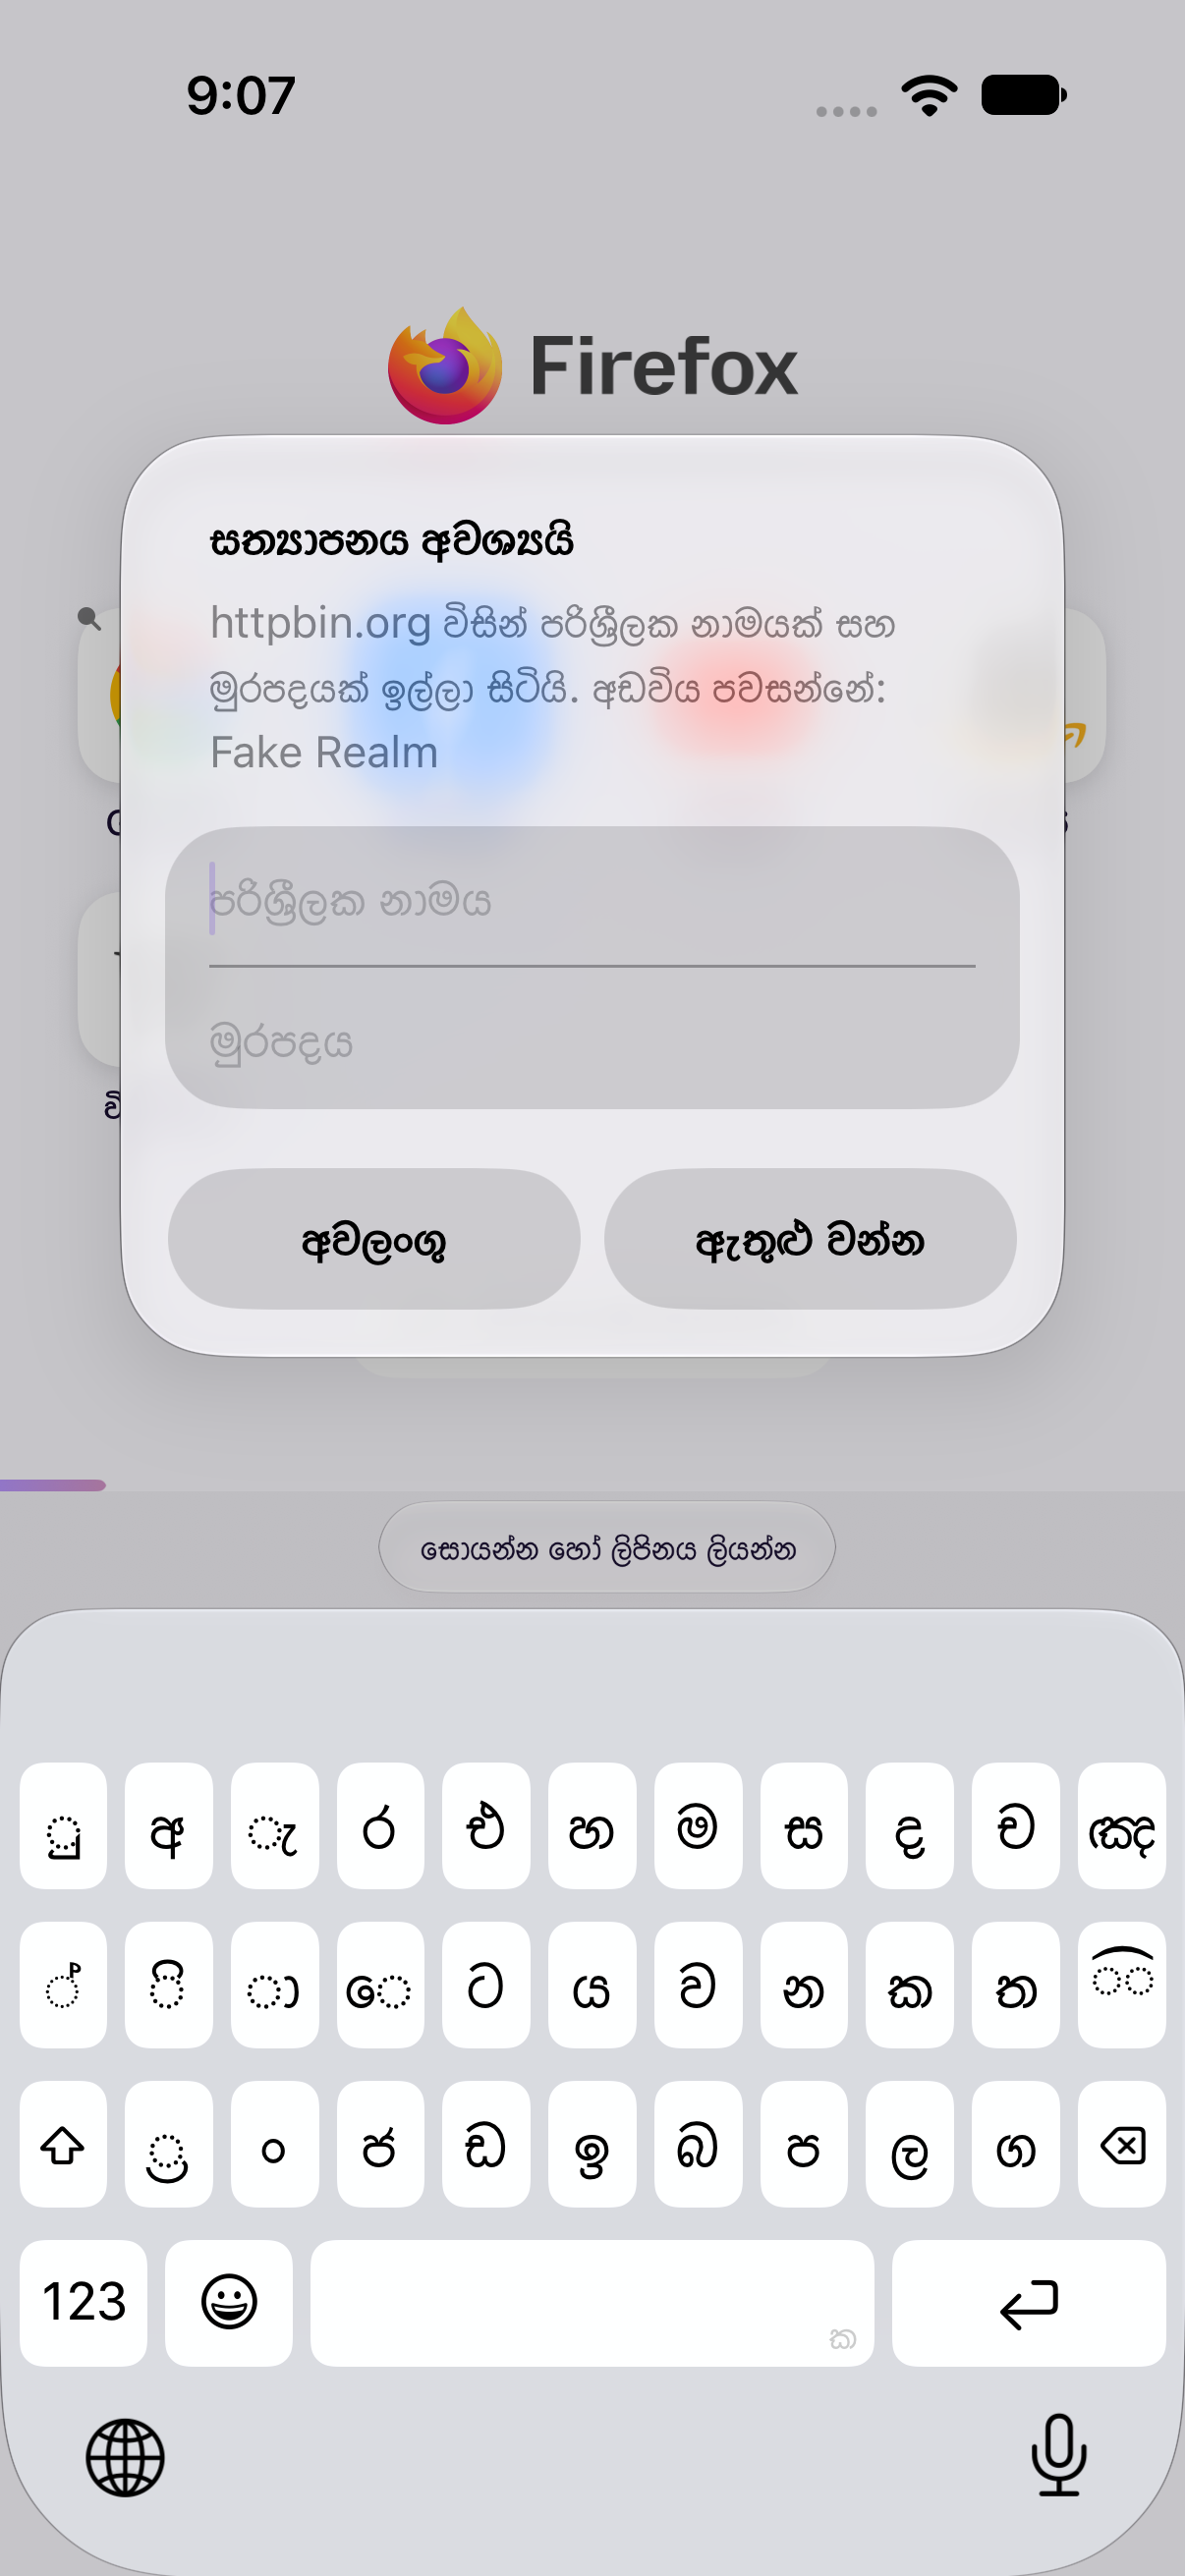 9:07
Firefox
සත්‍යාපනය අවශ්‍යයි
httpbin.org විසින් පරිශ්‍රීලක නාමයක් සහ
මුරපදයක් ඉල්ලා සිටියි. අඩවිය පවසන්නේ:
Fake Realm
පරිශ්‍රීලක නාමය
මුරපදය
අවලංගු
ඇතුළු වන්න
සොයන්න හෝ ලිපිනය ලියන්න
ු අ ැ ර එ හ ම ස ද ච ඤ
් ි ා ෙ ට ය ව න ක ත
්‍ර ං ජ ඩ ඉ බ ප ල ග
123
ක